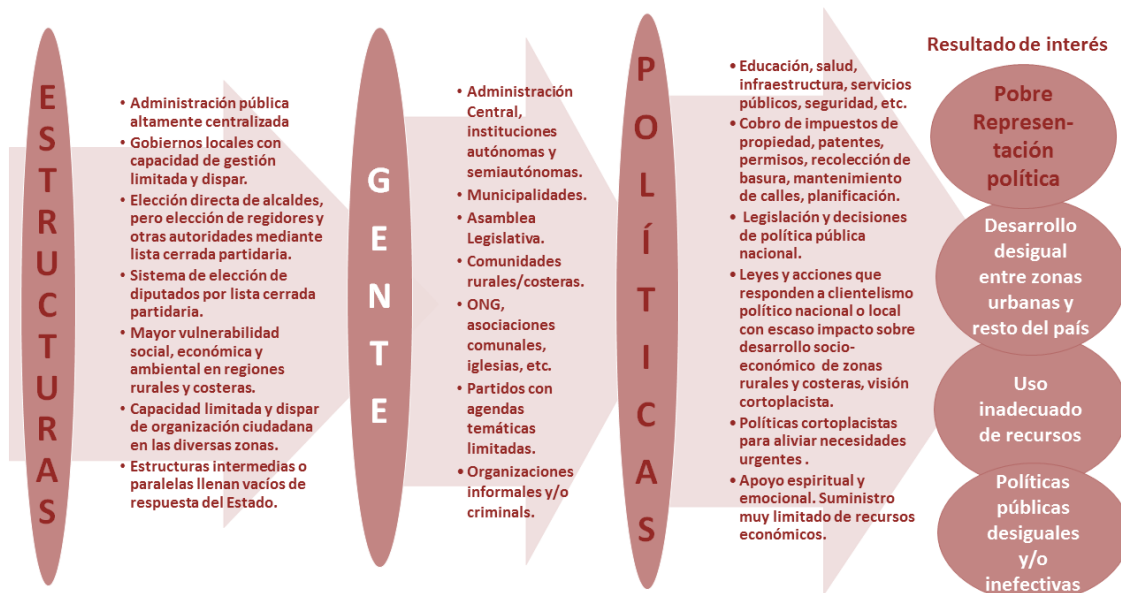 ESTRUCTURAS
• Administración pública
altamente centralizada
• Gobiernos locales con
capacidad de gestión
limitada y dispar.
• Elección directa de alcaldes,
pero elección de regidores y
otras autoridades mediante
lista cerrada partidaria.
• Sistema de elección de
diputados por lista cerrada
partidaria.
• Mayor vulnerabilidad
social, económica y
ambiental en regiones
rurales y costeras.
• Capacidad limitada y dispar
de organización ciudadana
en las diversas zonas.
• Estructuras intermedias o
paralelas llenan vacíos de
respuesta del Estado.
GENTE
• Administración
Central,
instituciones
autónomas y
semiautónomas.
• Municipalidades.
• Asamblea
Legislativa.
• Comunidades
rurales/costeras.
• ONG,
asociaciones
comunales,
iglesias, etc.
• Partidos con
agendas
temáticas
limitadas.
• Organizaciones
informales y/o
criminals.
POLÍTICAS
• Educación, salud,
infraestructura, servicios
públicos, seguridad, etc.
• Cobro de impuestos de
propiedad, patentes,
permisos, recolección de
basura, mantenimiento
de calles, planificación.
• Legislación y decisiones
de política pública
nacional.
• Leyes y acciones que
responden a clientelismo
político nacional o local
con escaso impacto sobre
desarrollo socio-
económico de zonas
rurales y costeras, visión
cortoplacista.
• Políticas cortoplacistas
para aliviar necesidades
urgentes .
• Apoyo espiritual y
emocional. Suministro
muy limitado de recursos
económicos.
Resultado de interés
Pobre
Represen-
tación
política
Desarrollo
desigual
entre zonas
urbanas y
resto del país
Uso
inadecuado
de recursos
Políticas
públicas
desiguales
y/o
inefectivas